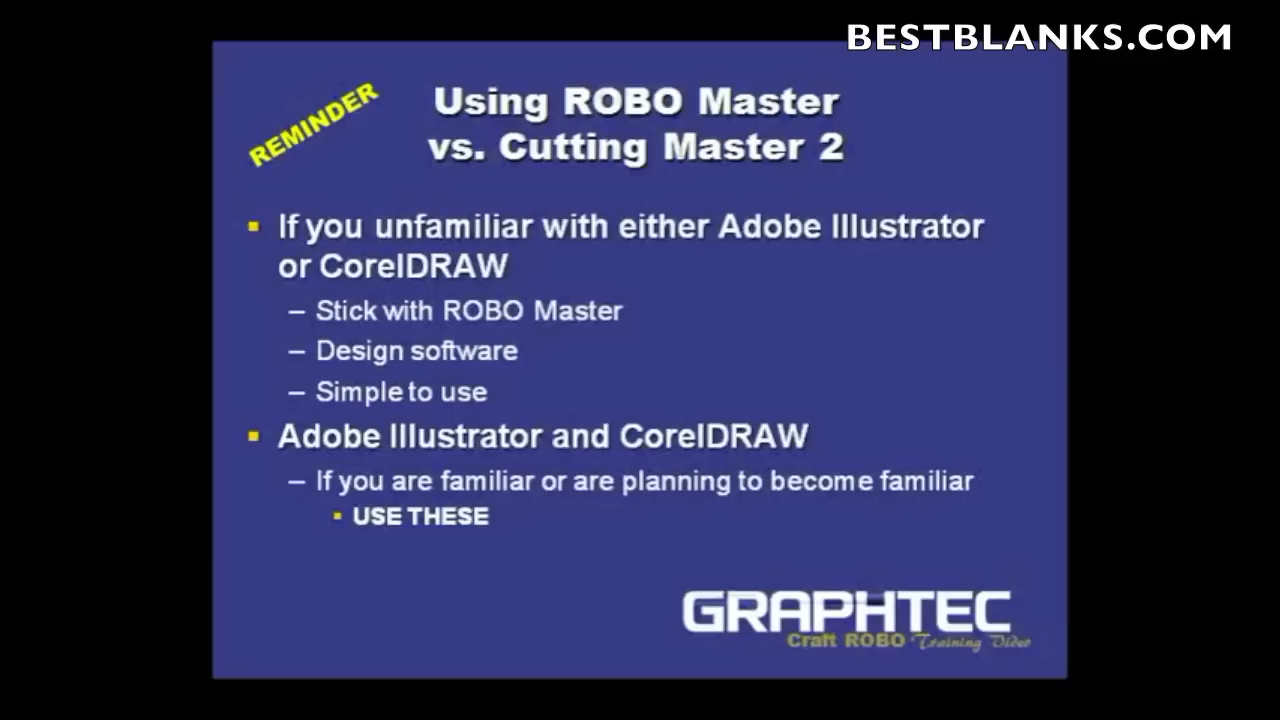 BESTBLANKS.COM
REMINDER
Using ROBO Master
vs. Cutting Master 2
▪ If you unfamiliar with either Adobe Illustrator
or CorelDRAW
– Stick with ROBO Master
– Design software
– Simple to use
▪ Adobe Illustrator and CorelDRAW
– If you are familiar or are planning to become familiar
▪ USE THESE
GRAPHTEC
Craft ROBO Training Video